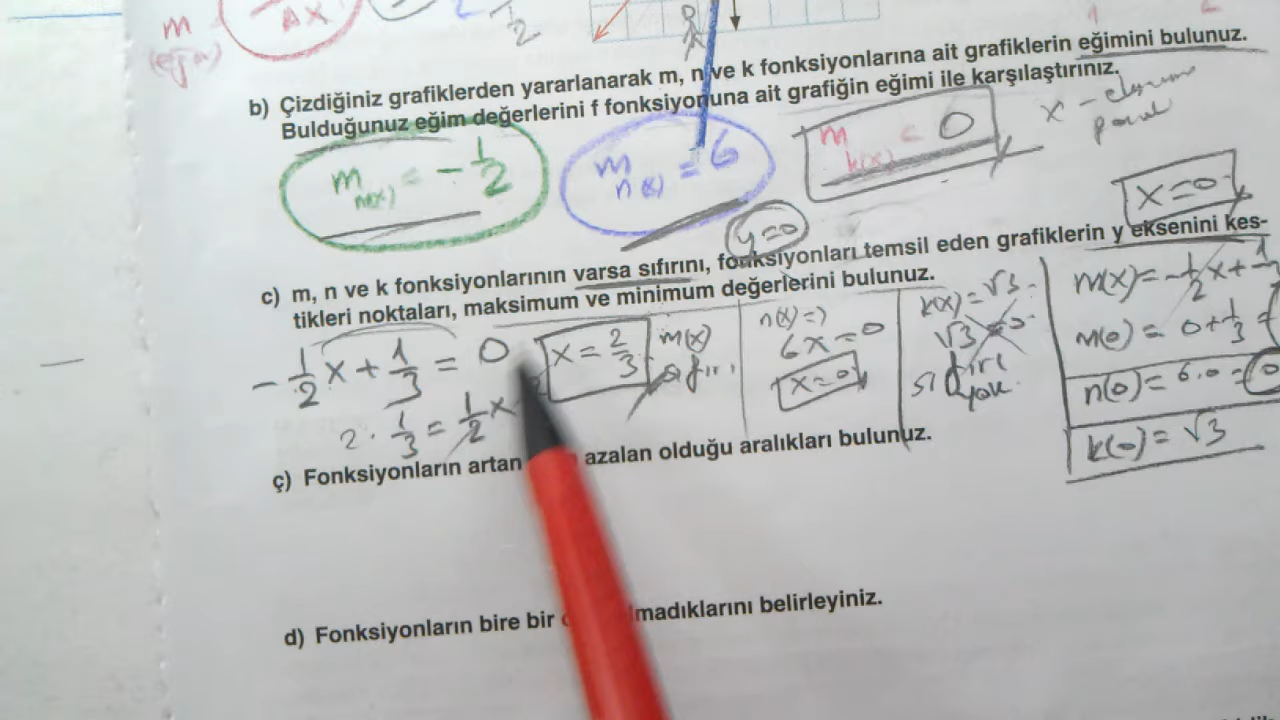 m
(eğim)
ΔX
1/2
b) Çizdiğiniz grafiklerden yararlanarak m, n ve k fonksiyonlarına ait grafiklerin eğimini bulunuz.
Bulduğunuz eğim değerlerini f fonksiyonuna ait grafiğin eğimi ile karşılaştırınız.
m m(x) = -1/2
m n(x) = 6
m k(x) = 0
x -
x=0
y=0
c) m, n ve k fonksiyonlarının varsa sıfırını, fonksiyonları temsil eden grafiklerin y eksenini kes-
tikleri noktaları, maksimum ve minimum değerlerini bulunuz.
-1/2 x + 1/3 = 0
2 · 1/3 = 1/2 x
x = 2/3
m(x)
n(x) =>
6x = 0
x=0
k(x) = √3
√3
yok
m(x) = -1/2 x +
m(0) = 0 + 1/3 =
n(0) = 6.0 = 0
k(0) = √3
ç) Fonksiyonların artan azalan olduğu aralıkları bulunuz.
d) Fonksiyonların bire bir